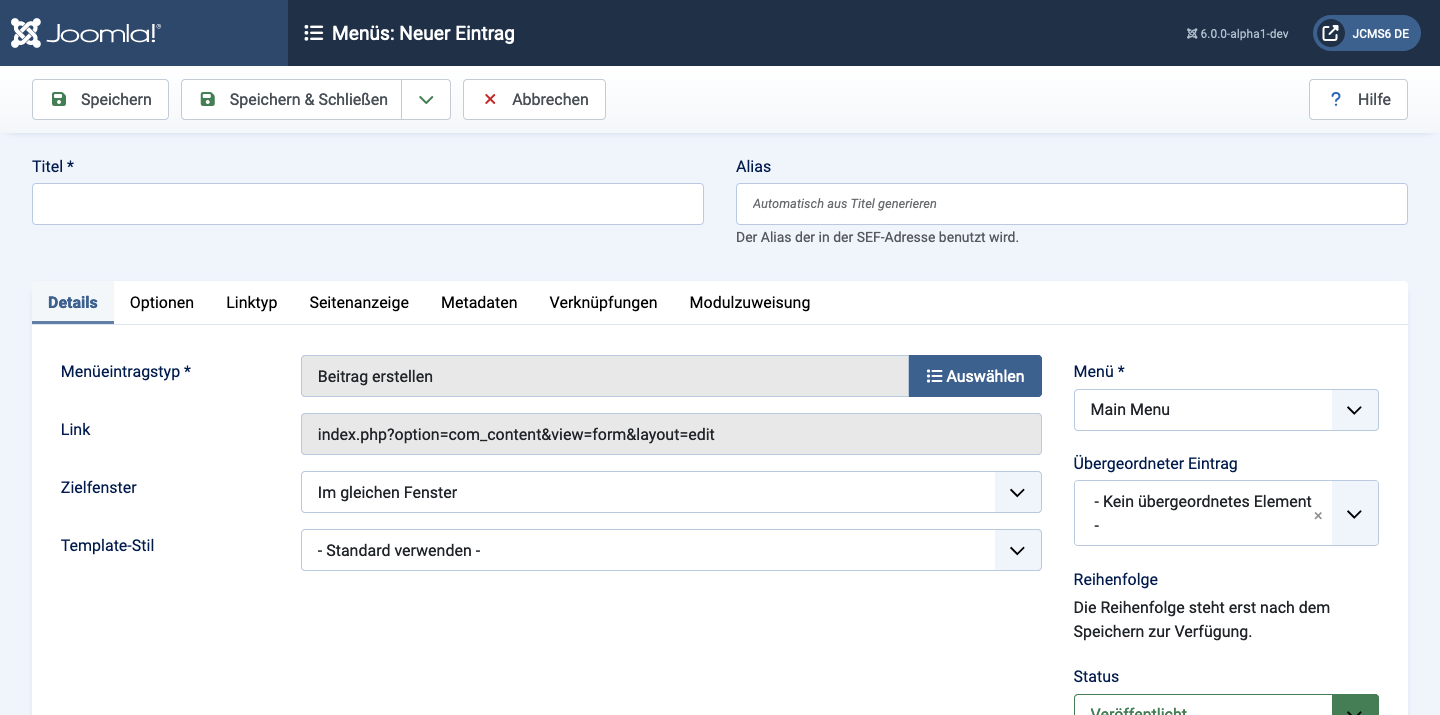 Joomla!®
Menüs: Neuer Eintrag
6.0.0-alpha1-dev
JCMS6 DE
Speichern
Speichern & Schließen
Abbrechen
? Hilfe
Titel *
Alias
Automatisch aus Titel generieren
Der Alias der in der SEF-Adresse benutzt wird.
Details
Optionen
Linktyp
Seitenanzeige
Metadaten
Verknüpfungen
Modulzuweisung
Menüeintragstyp *
Beitrag erstellen
Auswählen
Link
index.php?option=com_content&view=form&layout=edit
Zielfenster
Im gleichen Fenster
Template-Stil
- Standard verwenden -
Menü *
Main Menu
Übergeordneter Eintrag
- Kein übergeordnetes Element
-
Reihenfolge
Die Reihenfolge steht erst nach dem
Speichern zur Verfügung.
Status
Veröffentlicht